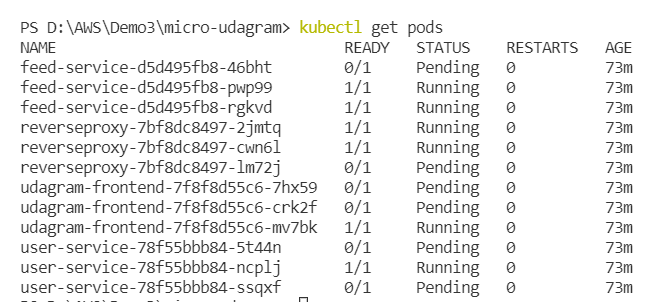 PS D:\AWS\Demo3\micro-udagram> kubectl get pods
NAME READY STATUS RESTARTS AGE
feed-service-d5d495fb8-46bht 0/1 Pending 0 73m
feed-service-d5d495fb8-pwp99 1/1 Running 0 73m
feed-service-d5d495fb8-rgkvd 1/1 Running 0 73m
reverseproxy-7bf8dc8497-2jmtq 1/1 Running 0 73m
reverseproxy-7bf8dc8497-cwn6l 1/1 Running 0 73m
reverseproxy-7bf8dc8497-lm72j 0/1 Pending 0 73m
udagram-frontend-7f8f8d55c6-7hx59 0/1 Pending 0 73m
udagram-frontend-7f8f8d55c6-crk2f 0/1 Pending 0 73m
udagram-frontend-7f8f8d55c6-mv7bk 1/1 Running 0 73m
user-service-78f55bbb84-5t44n 0/1 Pending 0 73m
user-service-78f55bbb84-ncplj 1/1 Running 0 73m
user-service-78f55bbb84-ssqxf 0/1 Pending 0 73m